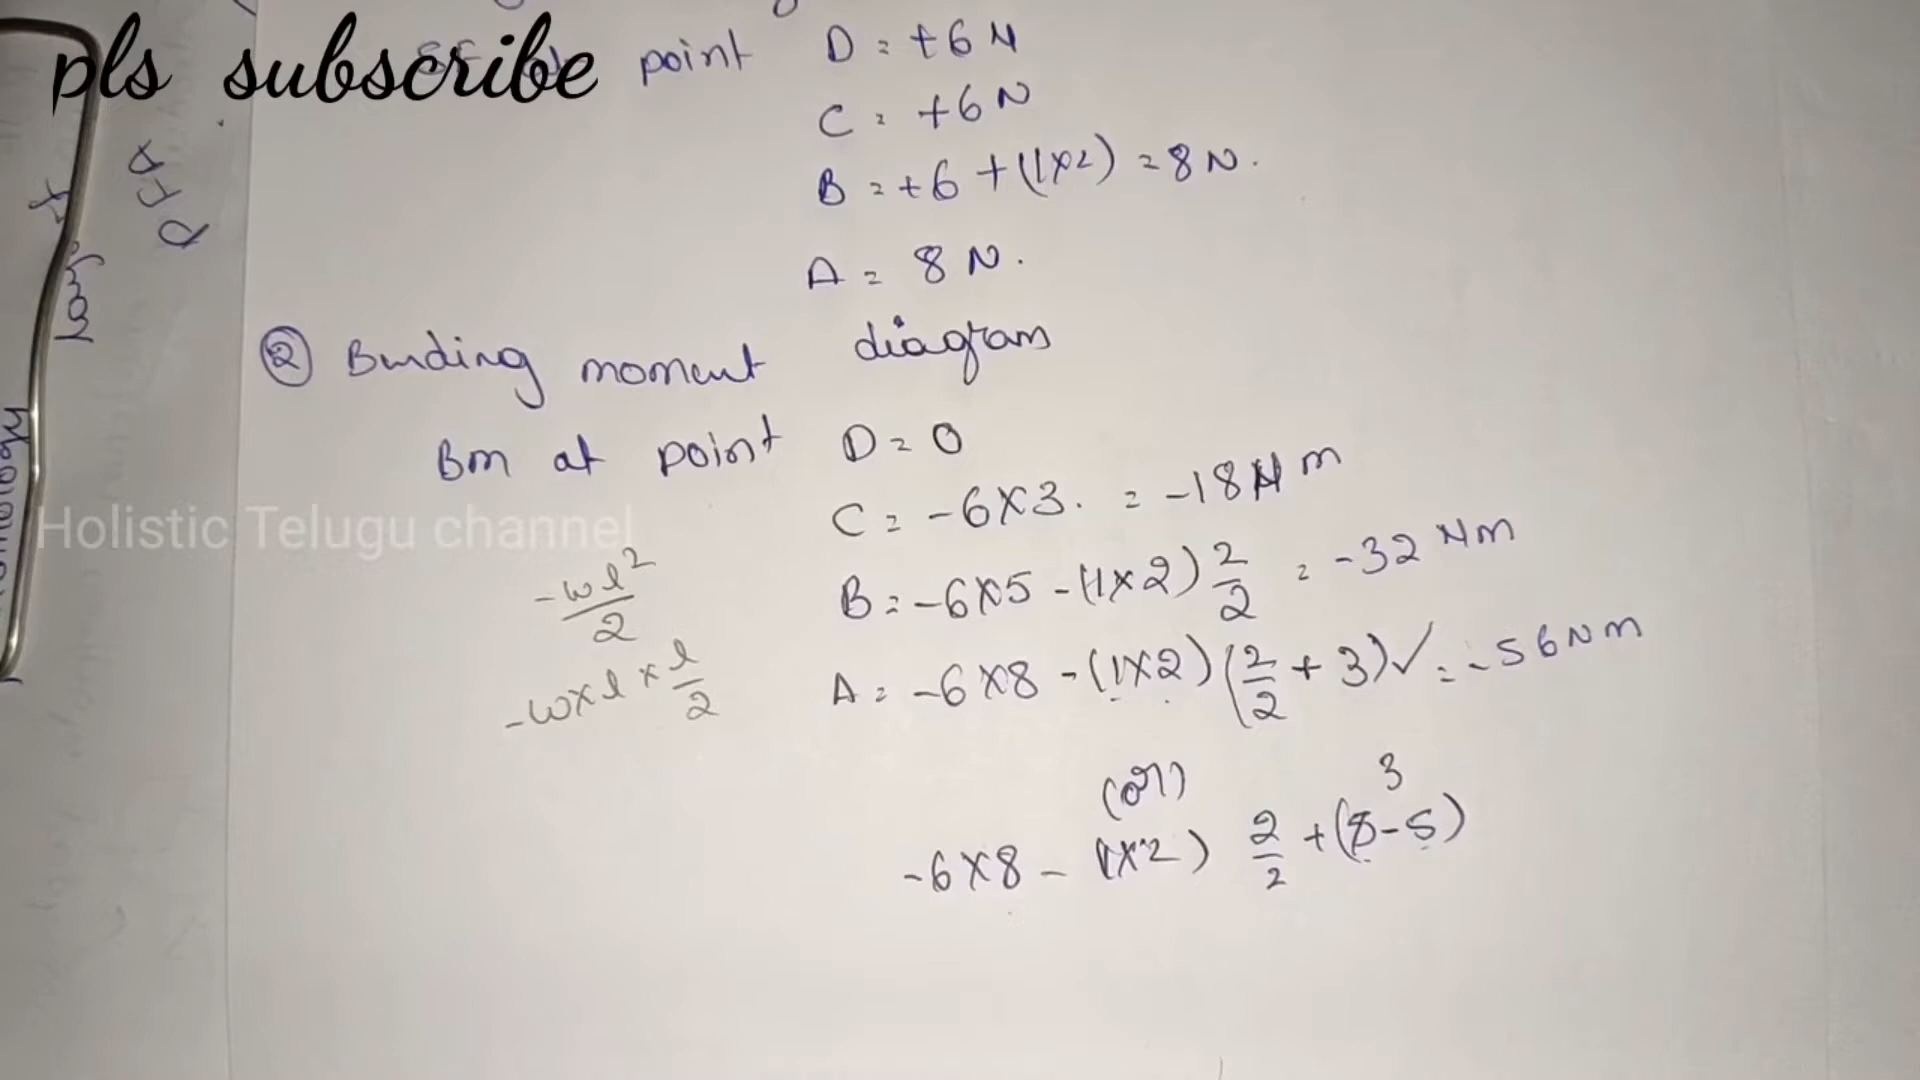 pls subscribe point D = +6 N
C = +6 N
B = +6 + (1×2) = 8 N.
A = 8 N.
② Bending moment diagram
Bm at point D = 0
C = -6×3. = -18 N m
Holistic Telugu channel
B = -6×5 - (1×2) 2/2 = -32 Nm
-wl²/2
A = -6×8 - (1×2) (2/2 + 3) ✓ = -56 Nm
-w×l×l/2
(or)
3
-6×8 - (1×2) 2/2 + (8-5)